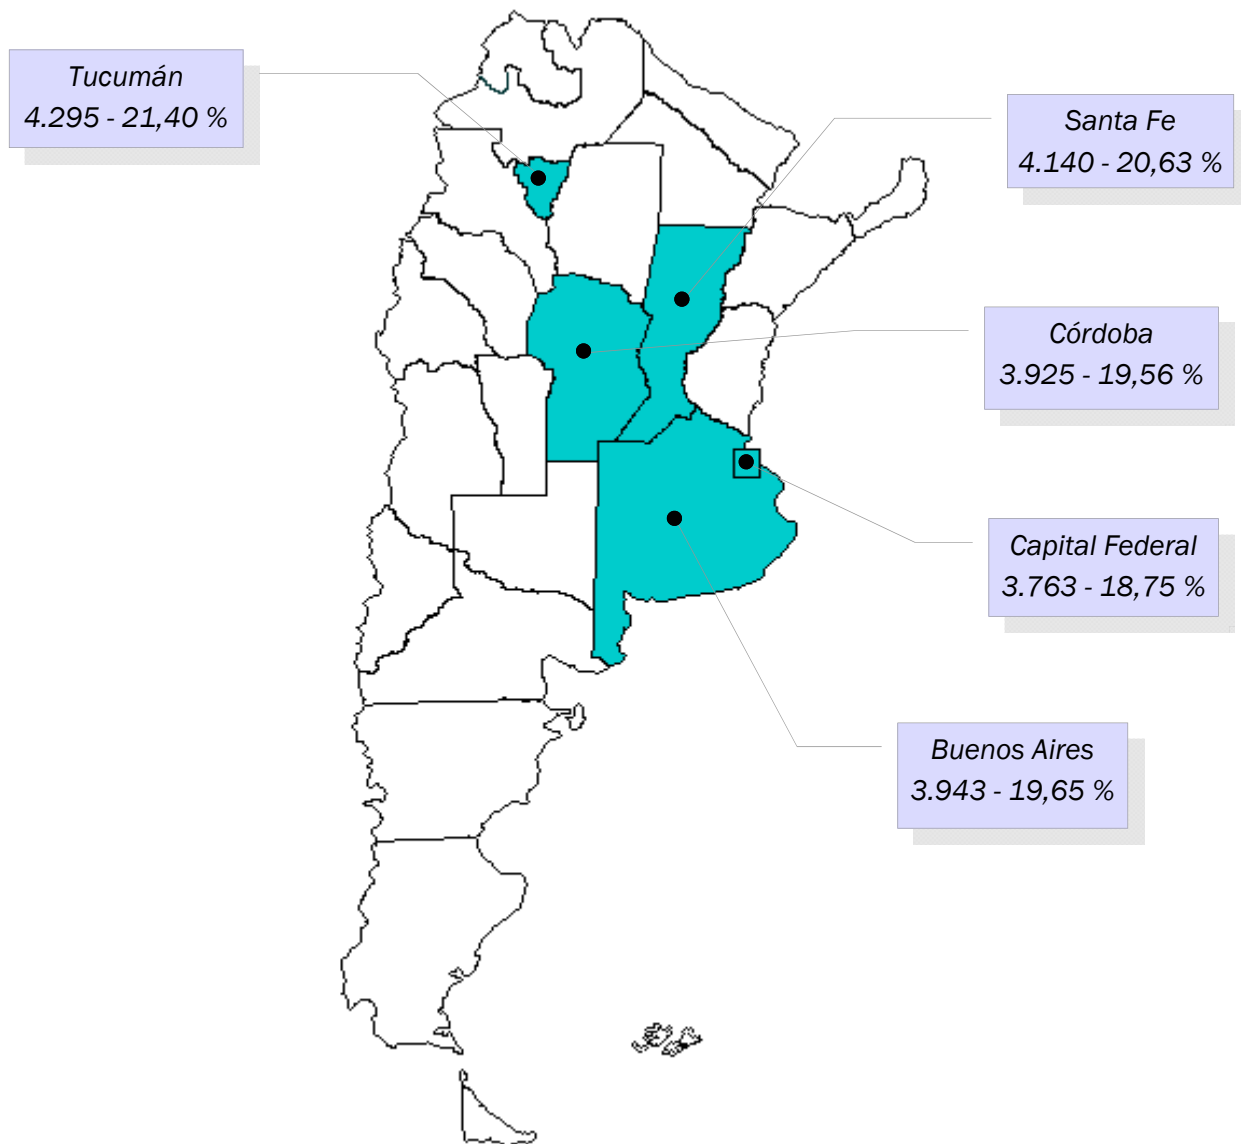 Tucumán
4.295 - 21,40 %
Santa Fe
4.140 - 20,63 %
Córdoba
3.925 - 19,56 %
Capital Federal
3.763 - 18,75 %
Buenos Aires
3.943 - 19,65 %